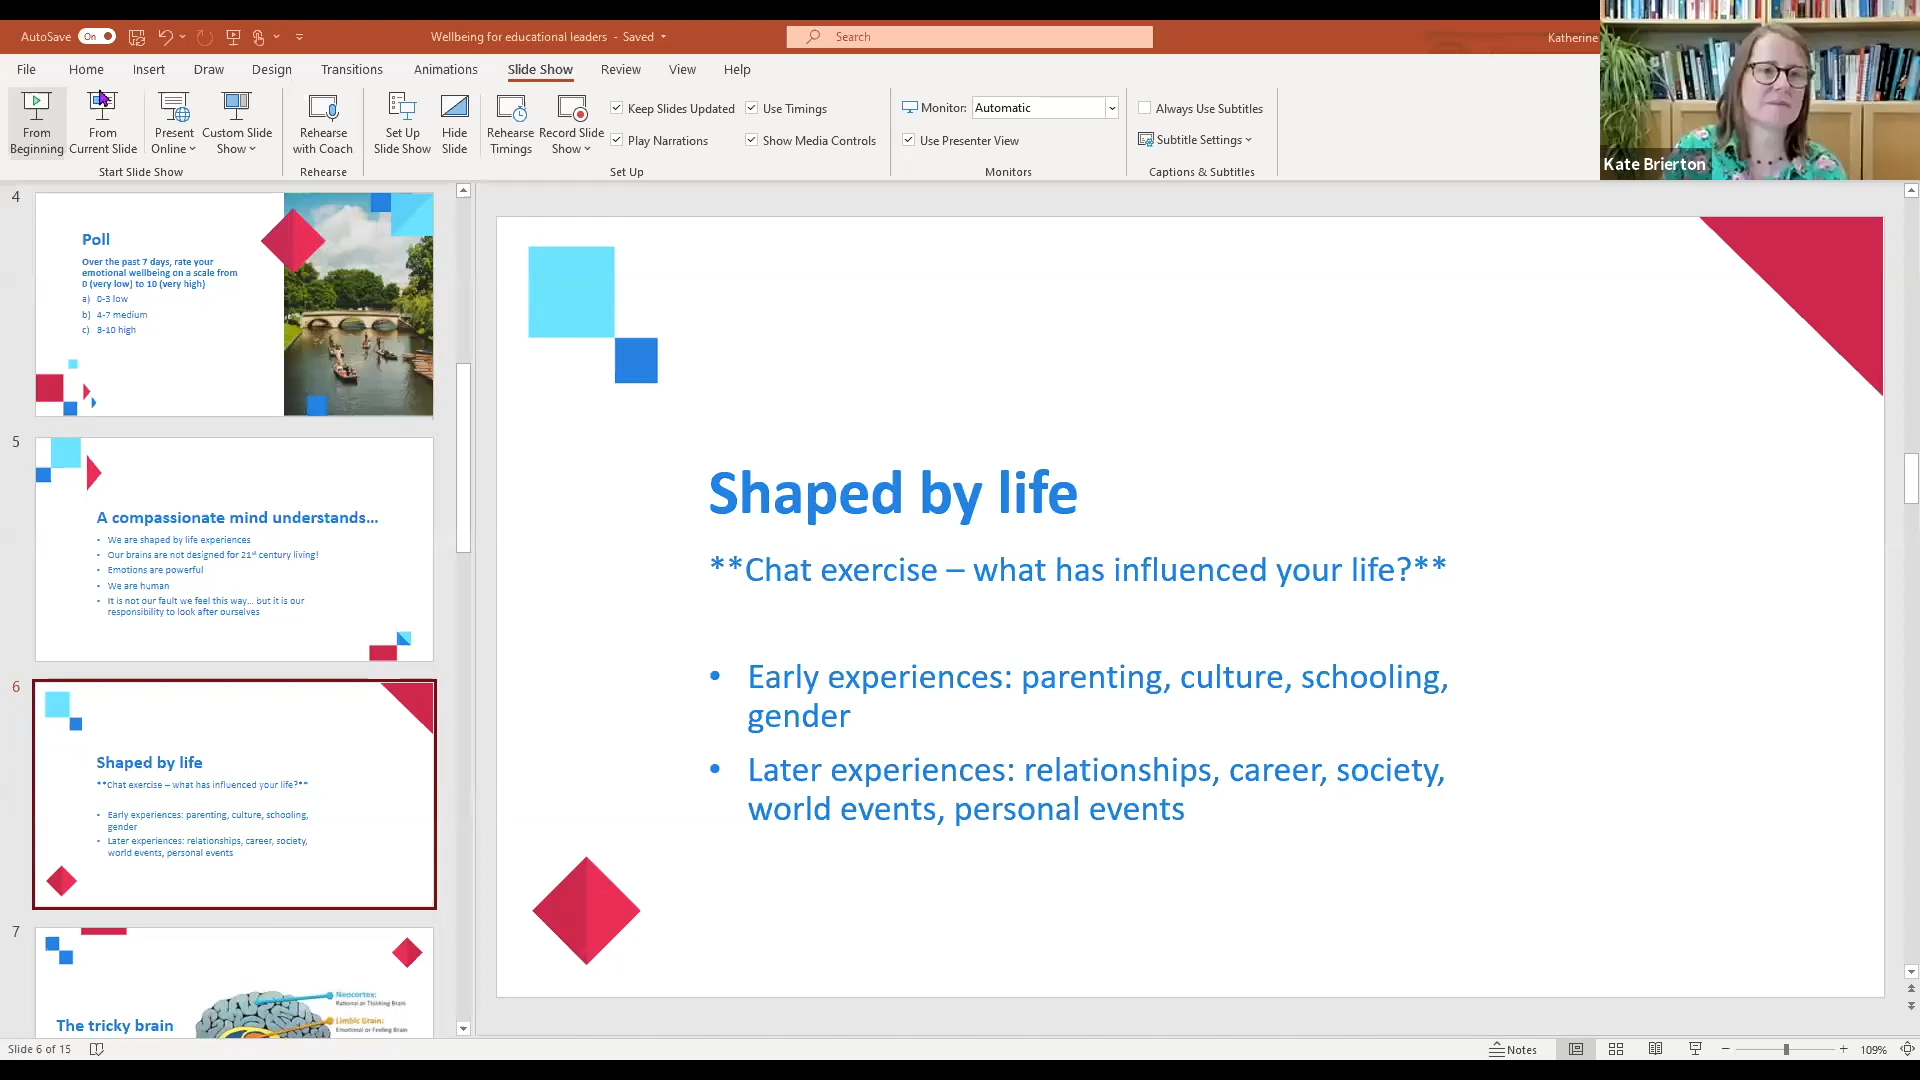 AutoSave On
Wellbeing for educational leaders - Saved
Search
Katherine
File Home Insert Draw Design Transitions Animations Slide Show Review View Help
From Beginning
From Current Slide
Present Online
Custom Slide Show
Start Slide Show
Rehearse with Coach
Rehearse
Set Up Slide Show
Hide Slide
Rehearse Timings
Record Slide Show
Keep Slides Updated
Use Timings
Play Narrations
Show Media Controls
Set Up
Monitor: Automatic
Use Presenter View
Monitors
Always Use Subtitles
Subtitle Settings
Captions & Subtitles
Kate Brierton
4
Poll
Over the past 7 days, rate your
emotional wellbeing on a scale from
0 (very low) to 10 (very high)
a) 0-3 low
b) 4-7 medium
c) 8-10 high
5
A compassionate mind understands...
• We are shaped by life experiences
• Our brains are not designed for 21st century living!
• Emotions are powerful
• We are human
• It is not our fault we feel this way... but it is our
responsibility to look after ourselves
6
Shaped by life
**Chat exercise – what has influenced your life?**
• Early experiences: parenting, culture, schooling,
gender
• Later experiences: relationships, career, society,
world events, personal events
7
Neocortex:
Rational or Thinking Brain
Limbic Brain:
Emotional or Feeling Brain
The tricky brain
Shaped by life
**Chat exercise – what has influenced your life?**
• Early experiences: parenting, culture, schooling,
gender
• Later experiences: relationships, career, society,
world events, personal events
Slide 6 of 15
Notes
109%